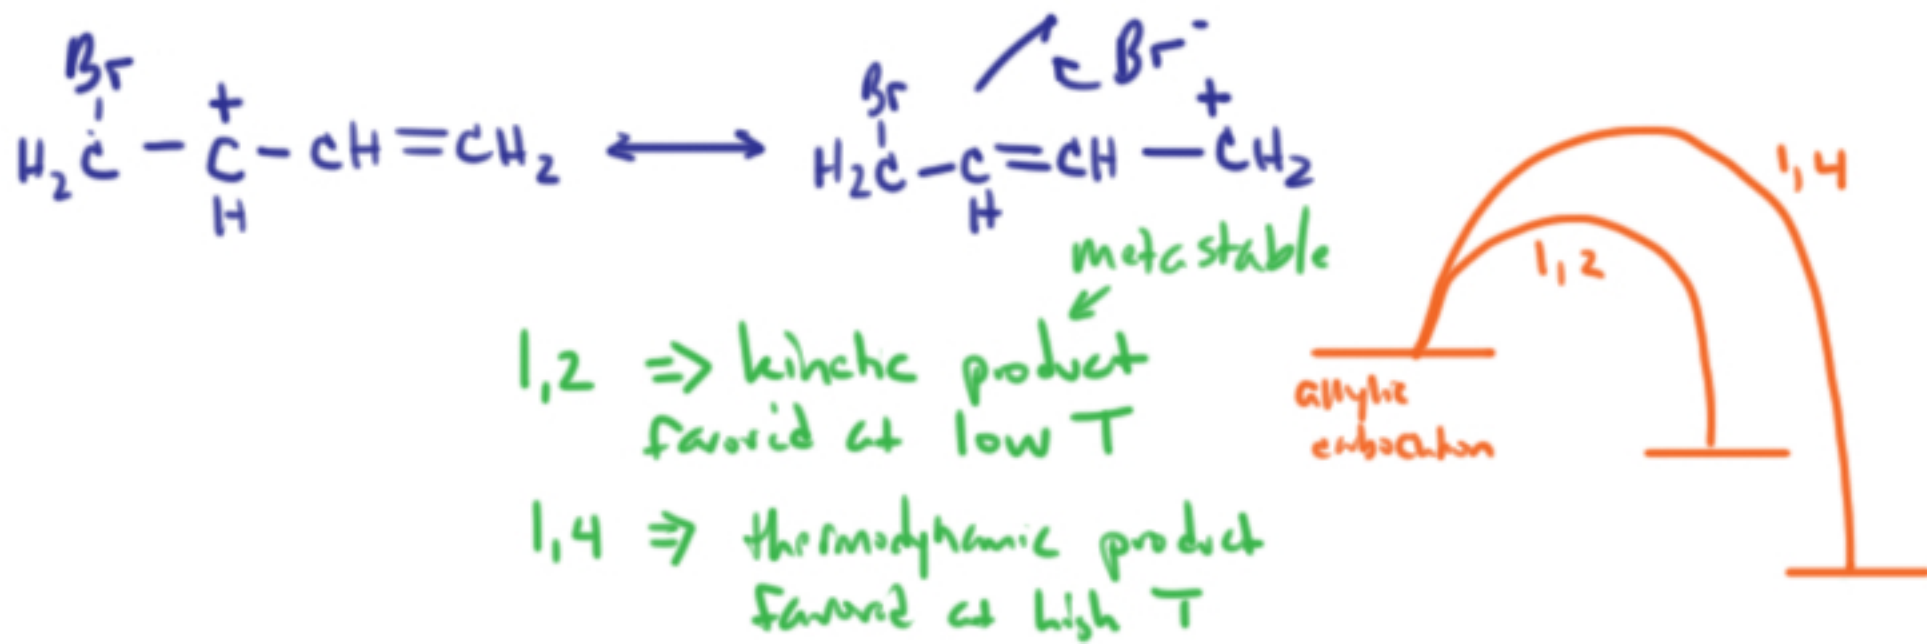 Br
H₂C – C⁺ – CH = CH₂ ⟷ H₂C – C = CH – C⁺H₂
H
Br
Br⁻
H
1,4
1,2
metastable
1,2 ⇒ kinetic product
favored at low T
allylic
carbocation
1,4 ⇒ thermodynamic product
favored at high T